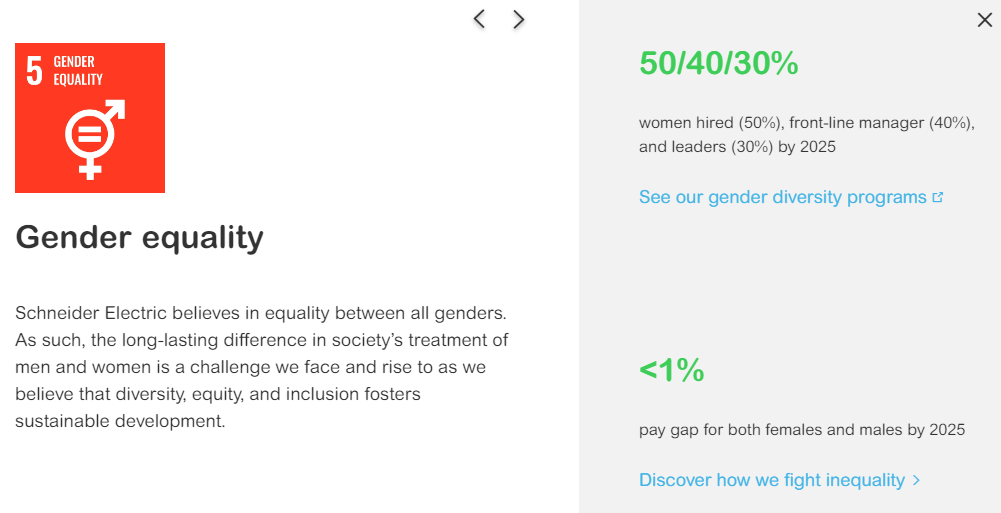 5 GENDER
EQUALITY
Gender equality
Schneider Electric believes in equality between all genders.
As such, the long-lasting difference in society’s treatment of
men and women is a challenge we face and rise to as we
believe that diversity, equity, and inclusion fosters
sustainable development.
50/40/30%
women hired (50%), front-line manager (40%),
and leaders (30%) by 2025
See our gender diversity programs
<1%
pay gap for both females and males by 2025
Discover how we fight inequality